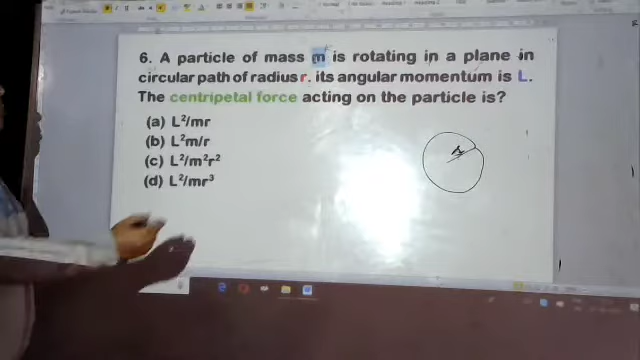 6. A particle of mass m is rotating in a plane in
circular path of radius r. its angular momentum is L.
The centripetal force acting on the particle is?
(a) L²/mr
(b) L²m/r
(c) L²/m²r²
(d) L²/mr³